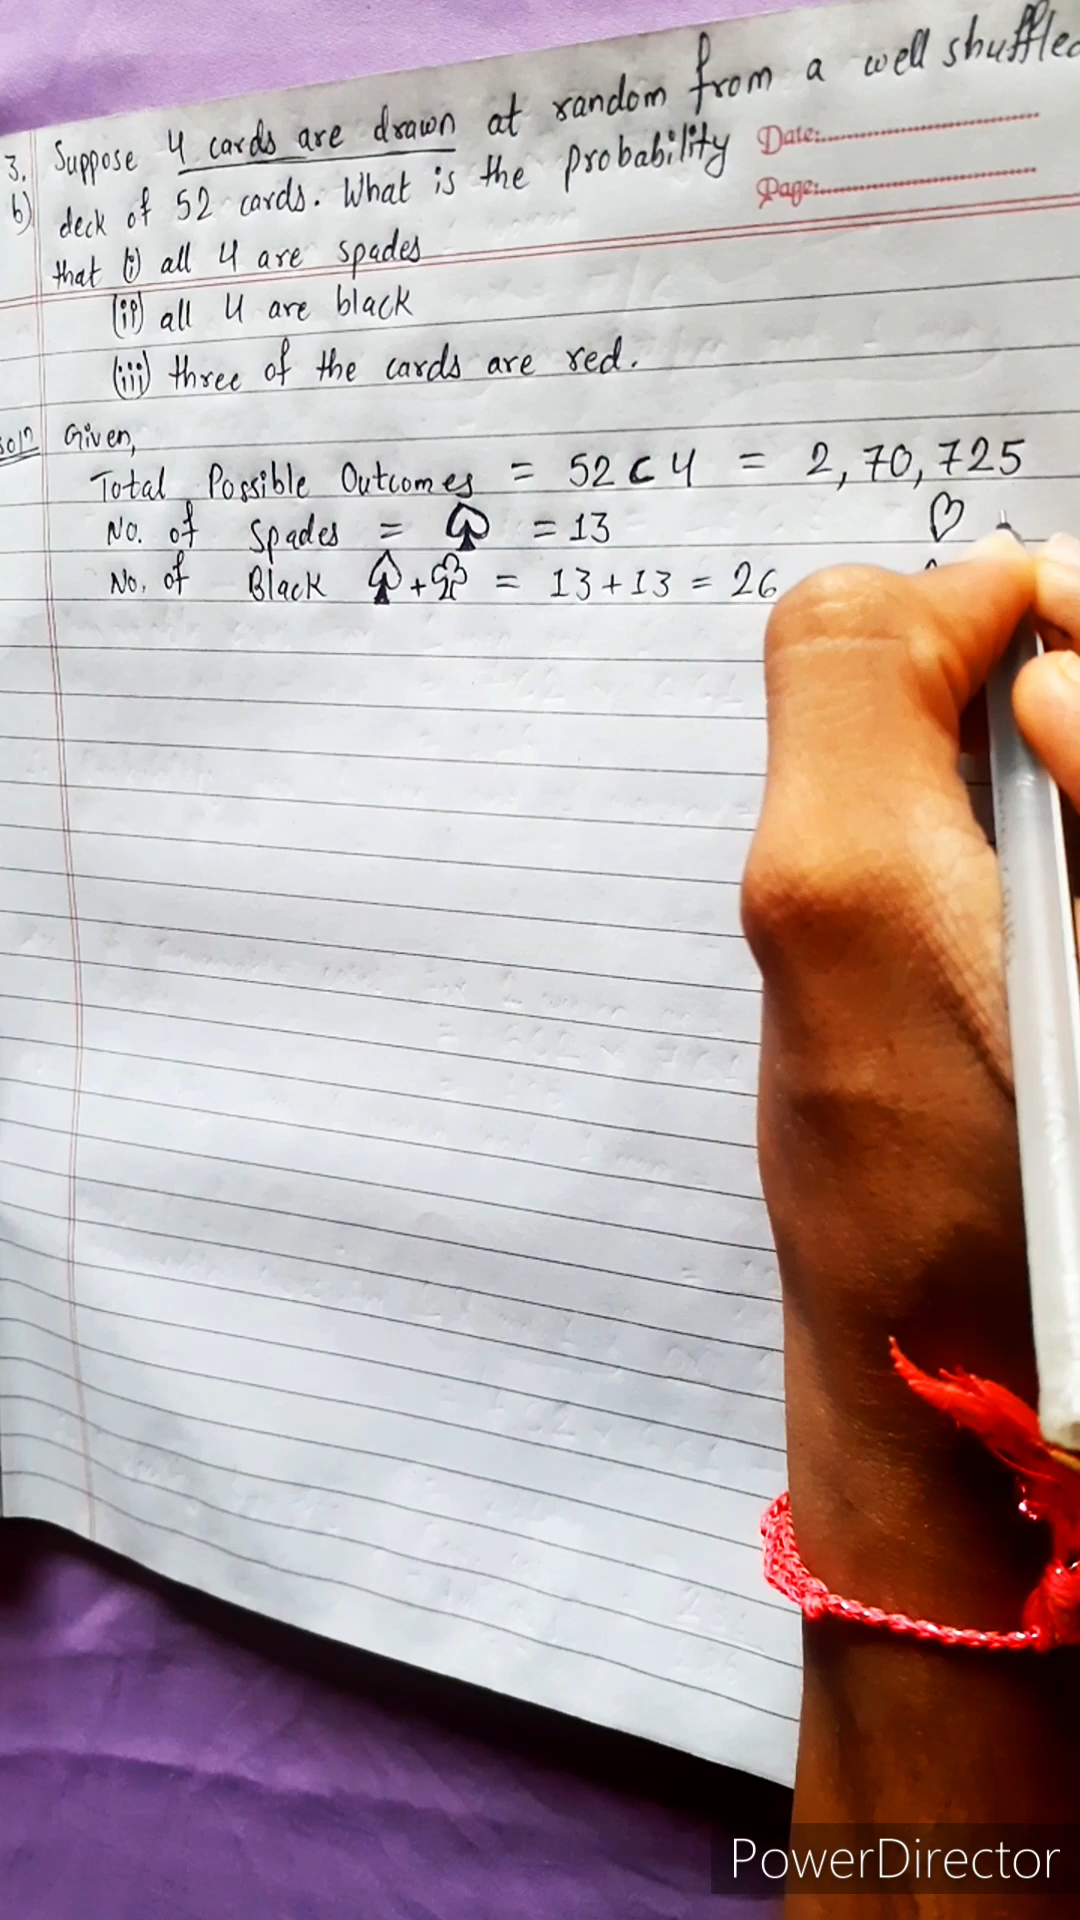 3. Suppose 4 cards are drawn at random from a well shuffled
b) deck of 52 cards. What is the probability
Date:
Page:
that (i) all 4 are spades
(ii) all 4 are black
(iii) three of the cards are red.
Soln Given,
Total Possible Outcomes = 52C4 = 2,70,725
No. of Spades = ♠ = 13 ♡
No. of Black ♠+♣ = 13+13 = 26
PowerDirector